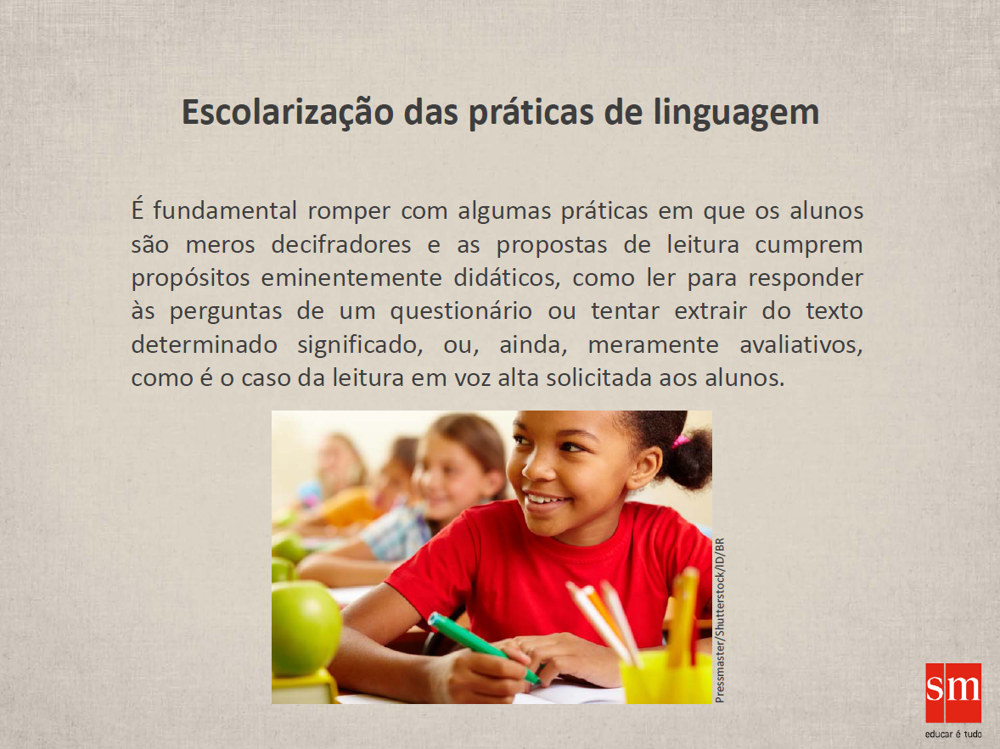 Escolarização das práticas de linguagem
É fundamental romper com algumas práticas em que os alunos
são meros decifradores e as propostas de leitura cumprem
propósitos eminentemente didáticos, como ler para responder
às perguntas de um questionário ou tentar extrair do texto
determinado significado, ou, ainda, meramente avaliativos,
como é o caso da leitura em voz alta solicitada aos alunos.
Pressmaster/Shutterstock/ID/BR
sm
educar é tudo